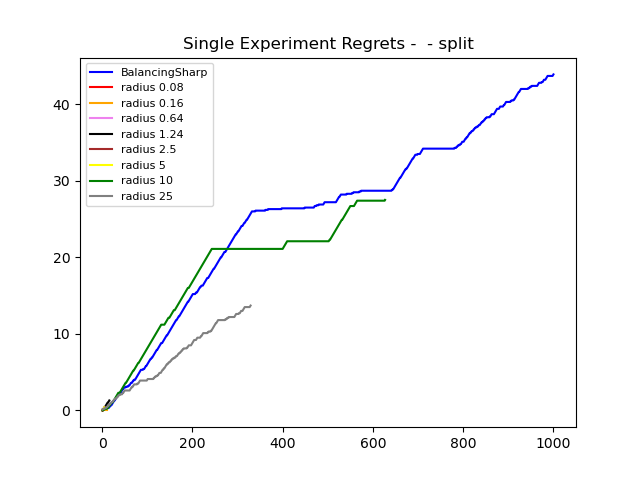 Single Experiment Regrets -  - split
BalancingSharp
radius 0.08
radius 0.16
radius 0.64
radius 1.24
radius 2.5
radius 5
radius 10
radius 25
40
30
20
10
0
0 200 400 600 800 1000